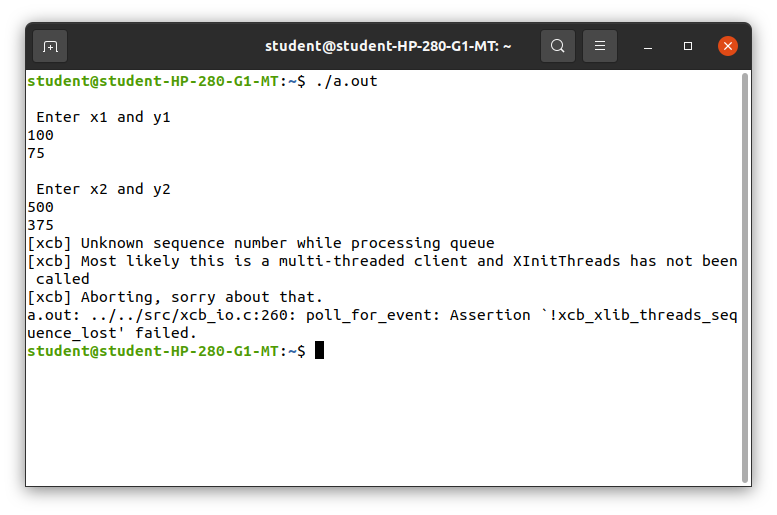 student@student-HP-280-G1-MT: ~
student@student-HP-280-G1-MT:~$ ./a.out
Enter x1 and y1
100
75
Enter x2 and y2
500
375
[xcb] Unknown sequence number while processing queue
[xcb] Most likely this is a multi-threaded client and XInitThreads has not been
called
[xcb] Aborting, sorry about that.
a.out: ../../src/xcb_io.c:260: poll_for_event: Assertion `!xcb_xlib_threads_seq
uence_lost' failed.
student@student-HP-280-G1-MT:~$